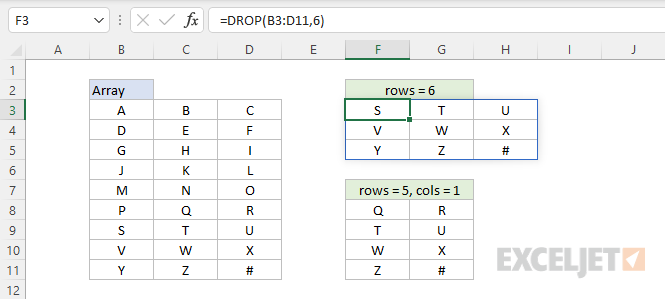 F3 fx =DROP(B3:D11,6)
A B C D E F G H I J
1
2 Array rows = 6
3 A B C S T U
4 D E F V W X
5 G H I Y Z #
6 J K L
7 M N O rows = 5, cols = 1
8 P Q R Q R
9 S T U T U
10 V W X W X
11 Y Z # Z #
12
EXCELJET